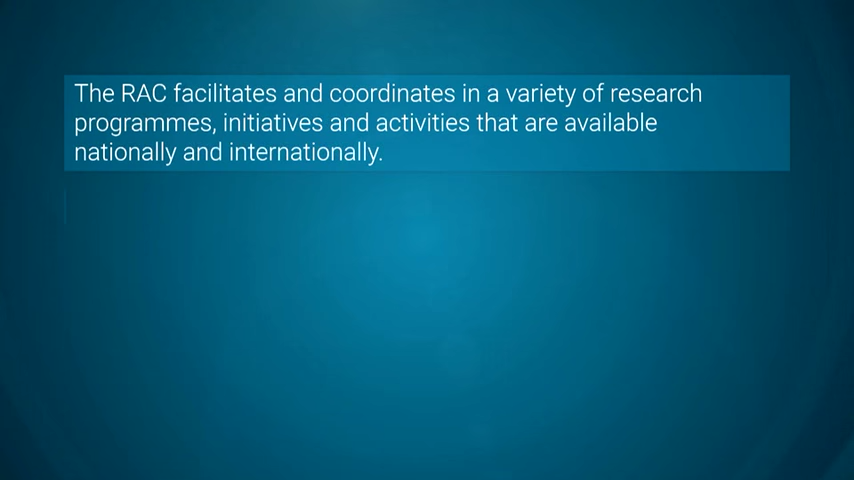 The RAC facilitates and coordinates in a variety of research
programmes, initiatives and activities that are available
nationally and internationally.